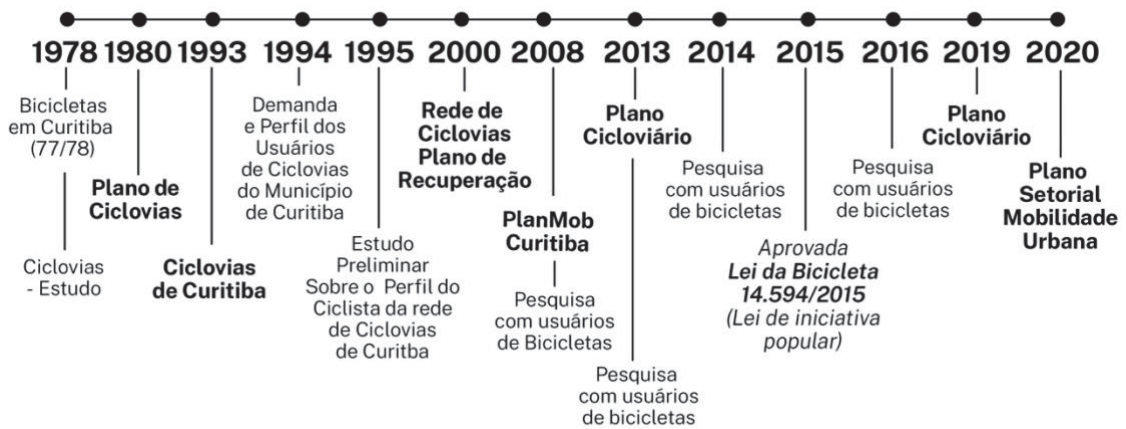 1978 1980 1993 1994 1995 2000 2008 2013 2014 2015 2016 2019 2020
Bicicletas
em Curitiba
(77/78)
Ciclovias
- Estudo
Plano de
Ciclovias
Ciclovias
de Curitiba
Demanda
e Perfil dos
Usuários
de Ciclovias
do Município
de Curitiba
Estudo
Preliminar
Sobre o Perfil do
Ciclista da rede
de Ciclovias
de Curitba
Rede de
Ciclovias
Plano de
Recuperação
PlanMob
Curitiba
Pesquisa
com usuários
de Bicicletas
Plano
Cicloviário
Pesquisa
com usuários
de bicicletas
Pesquisa
com usuários
de bicicletas
Aprovada
Lei da Bicicleta
14.594/2015
(Lei de iniciativa
popular)
Pesquisa
com usuários
de bicicletas
Plano
Cicloviário
Plano
Setorial
Mobilidade
Urbana